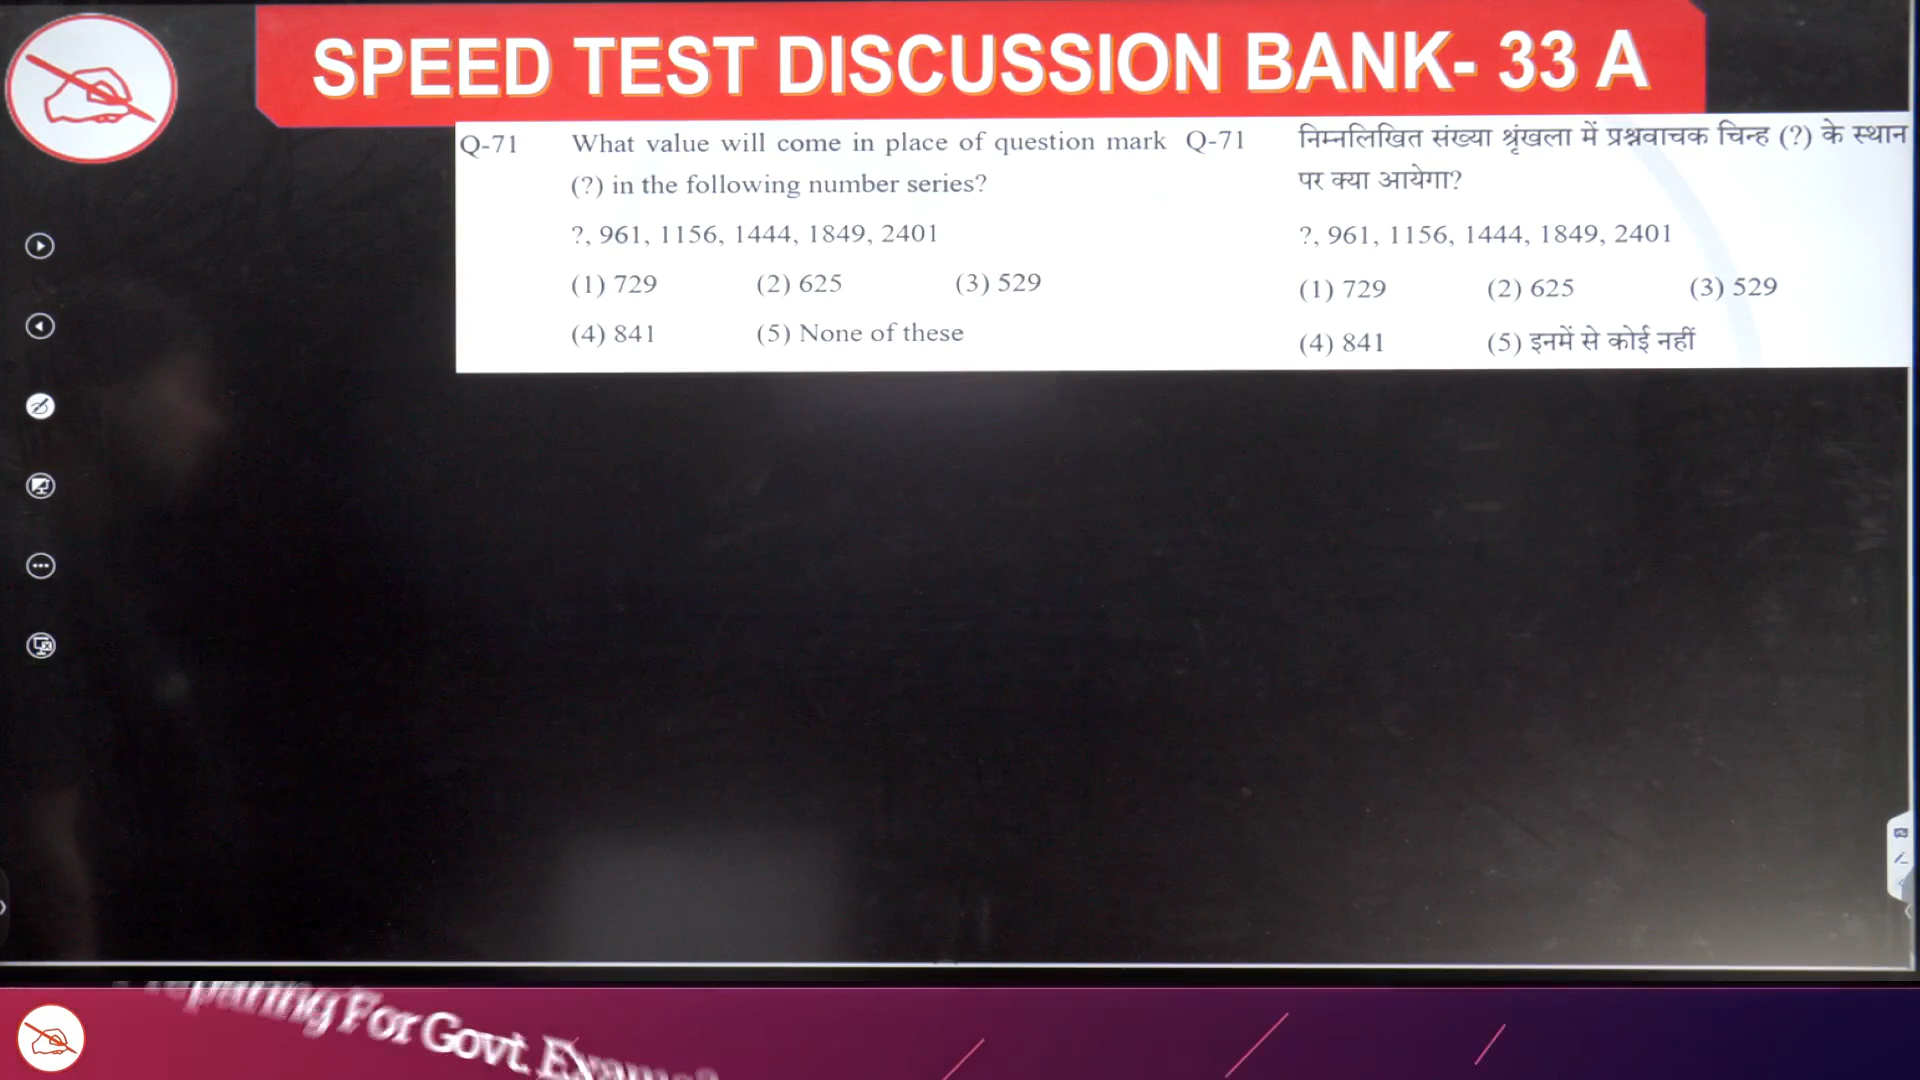 SPEED TEST DISCUSSION BANK- 33 A
Q-71 What value will come in place of question mark
(?) in the following number series?
?, 961, 1156, 1444, 1849, 2401
(1) 729 (2) 625 (3) 529
(4) 841 (5) None of these
Q-71 निम्नलिखित संख्या श्रृंखला में प्रश्नवाचक चिन्ह (?) के स्थान
पर क्या आयेगा?
?, 961, 1156, 1444, 1849, 2401
(1) 729 (2) 625 (3) 529
(4) 841 (5) इनमें से कोई नहीं
Preparing For Govt. Exams?